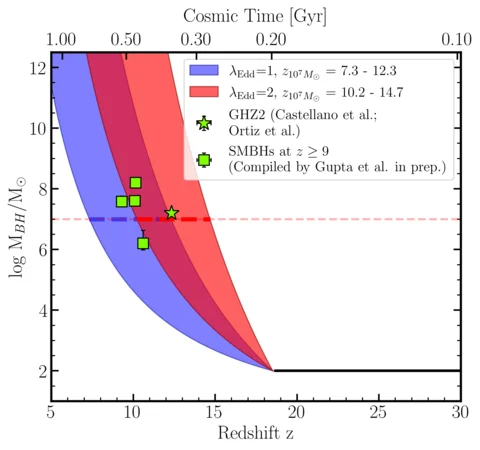 Cosmic Time [Gyr]
1.00 0.50 0.30 0.20 0.10
λEdd=1, z10⁷M⊙ = 7.3 - 12.3
λEdd=2, z10⁷M⊙ = 10.2 - 14.7
GHZ2 (Castellano et al.;
Ortiz et al.)
SMBHs at z ≥ 9
(Compiled by Gupta et al. in prep.)
log MBH/M⊙
12
10
8
6
4
2
5 10 15 20 25 30
Redshift z